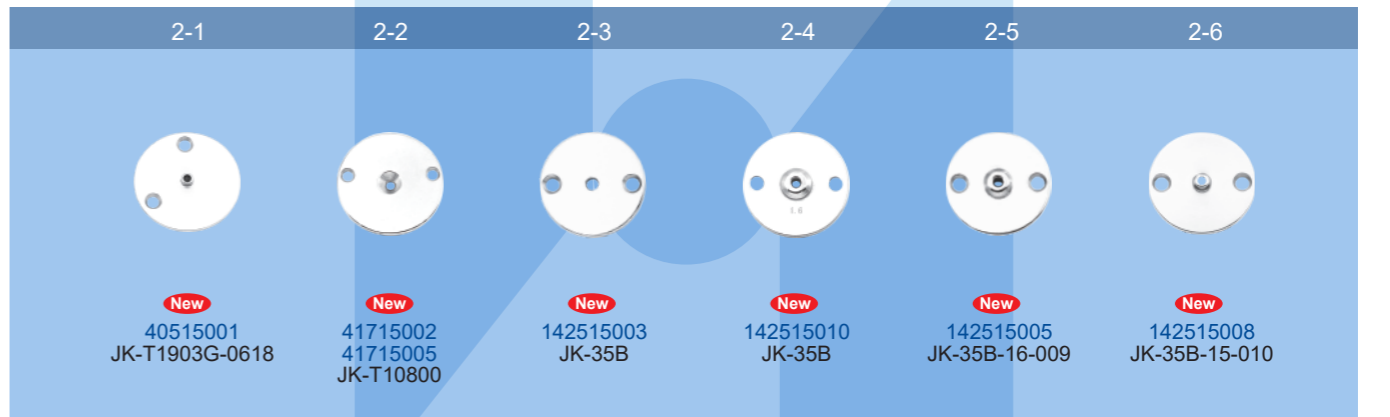 2-1 2-2 2-3 2-4 2-5 2-6
1.6
New New New New New New
40515001 41715002 142515003 142515010 142515005 142515008
JK-T1903G-0618 41715005 JK-35B JK-35B JK-35B-16-009 JK-35B-15-010
JK-T10800